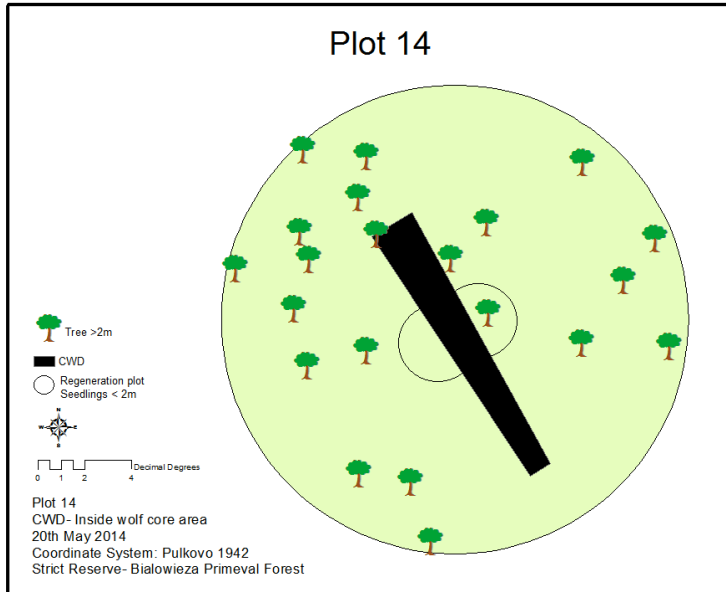 Plot 14
Tree >2m
CWD
Regeneration plot
Seedlings < 2m
N
W E
S
0 1 2 4 Decimal Degrees
Plot 14
CWD- Inside wolf core area
20th May 2014
Coordinate System: Pulkovo 1942
Strict Reserve- Bialowieza Primeval Forest